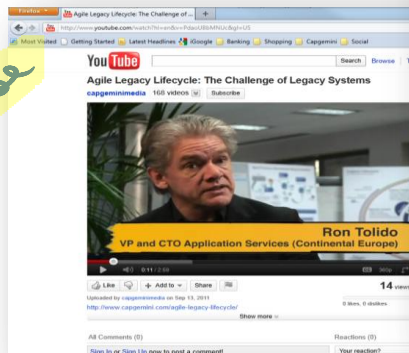 Firefox
Agile Legacy Lifecycle: The Challenge of ...
www.youtube.com
Most Visited Getting Started Latest Headlines iGoogle Banking Shopping Capgemini Social
YouTube
Search Browse
Agile Legacy Lifecycle: The Challenge of Legacy Systems
capgeminimedia 168 videos Subscribe
Ron Tolido
VP and CTO Application Services (Continental Europe)
0:11 / 2:59 360p
Like Add to Share
14 views
Uploaded by capgeminimedia on Sep 13, 2011
0 likes, 0 dislikes
http://www.capgemini.com/agile-legacy-lifecycle/
Show more
All Comments (0) Reactions (0)
Sign In or Sign Up now to post a comment! Your reaction?